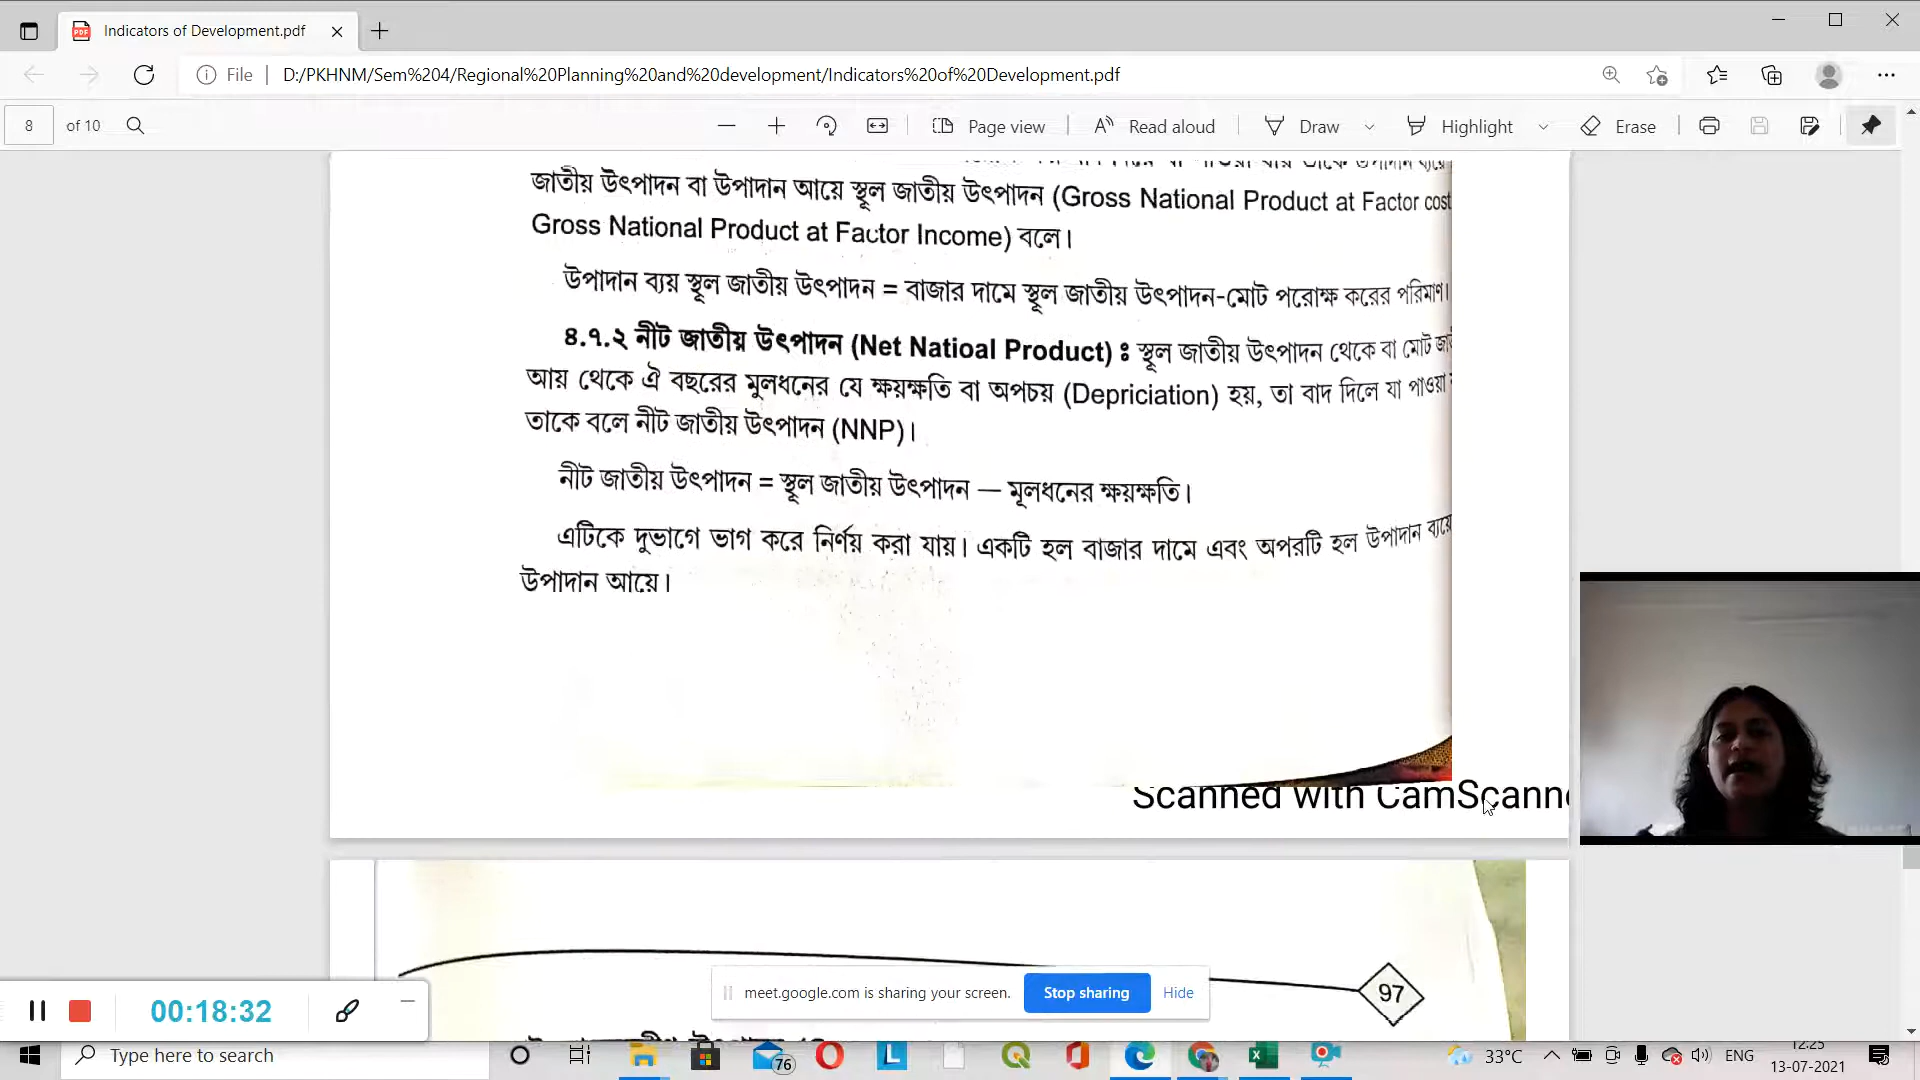 Indicators of Development.pdf
File
D:/PKHNM/Sem%204/Regional%20Planning%20and%20development/Indicators%20of%20Development.pdf
8 of 10
Page view
Read aloud
Draw
Highlight
Erase
জাতীয় উৎপাদন বা উপাদান আয়ে স্থূল জাতীয় উৎপাদন (Gross National Product at Factor cost
Gross National Product at Factor Income) বলে।
উপাদান ব্যয় স্থূল জাতীয় উৎপাদন = বাজার দামে স্থূল জাতীয় উৎপাদন-মোট পরোক্ষ করের পরিমাণ।
৪.৭.২ নীট জাতীয় উৎপাদন (Net Natioal Product) ঃ স্থূল জাতীয় উৎপাদন থেকে বা মোট
আয় থেকে ঐ বছরের মুলধনের যে ক্ষয়ক্ষতি বা অপচয় (Depriciation) হয়, তা বাদ দিলে যা পাওয়া
তাকে বলে নীট জাতীয় উৎপাদন (NNP)।
নীট জাতীয় উৎপাদন = স্থূল জাতীয় উৎপাদন — মূলধনের ক্ষয়ক্ষতি।
এটিকে দুভাগে ভাগ করে নির্ণয় করা যায়। একটি হল বাজার দামে এবং অপরটি হল উপাদান ব্যয়ে
উপাদান আয়ে।
Scanned with CamScanne
97
meet.google.com is sharing your screen.
Stop sharing
Hide
00:18:32
Type here to search
76
33°C
ENG
12:25
13-07-2021